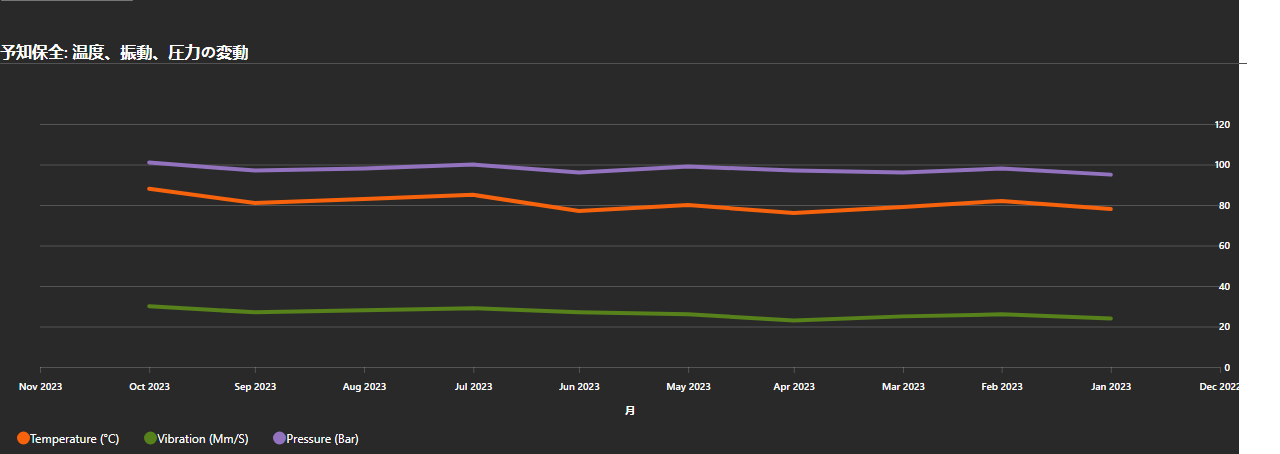 予知保全: 温度、振動、圧力の変動
120
100
80
60
40
20
0
Nov 2023 Oct 2023 Sep 2023 Aug 2023 Jul 2023 Jun 2023 May 2023 Apr 2023 Mar 2023 Feb 2023 Jan 2023 Dec 2022
月
Temperature (°C) Vibration (Mm/S) Pressure (Bar)